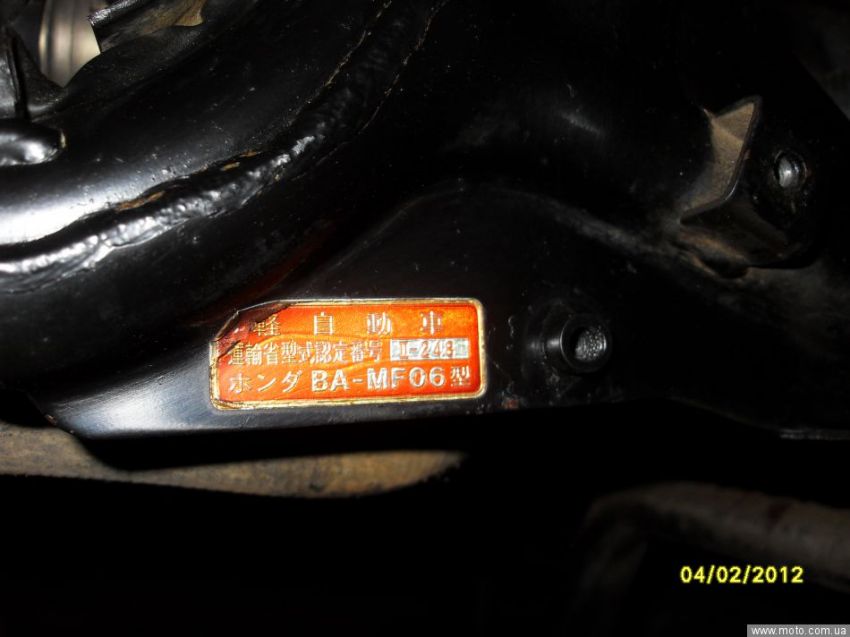 軽自動車
運輸省型式認定番号 I-243
ホンダ BA-MF06型
04/02/2012
www.moto.com.ua